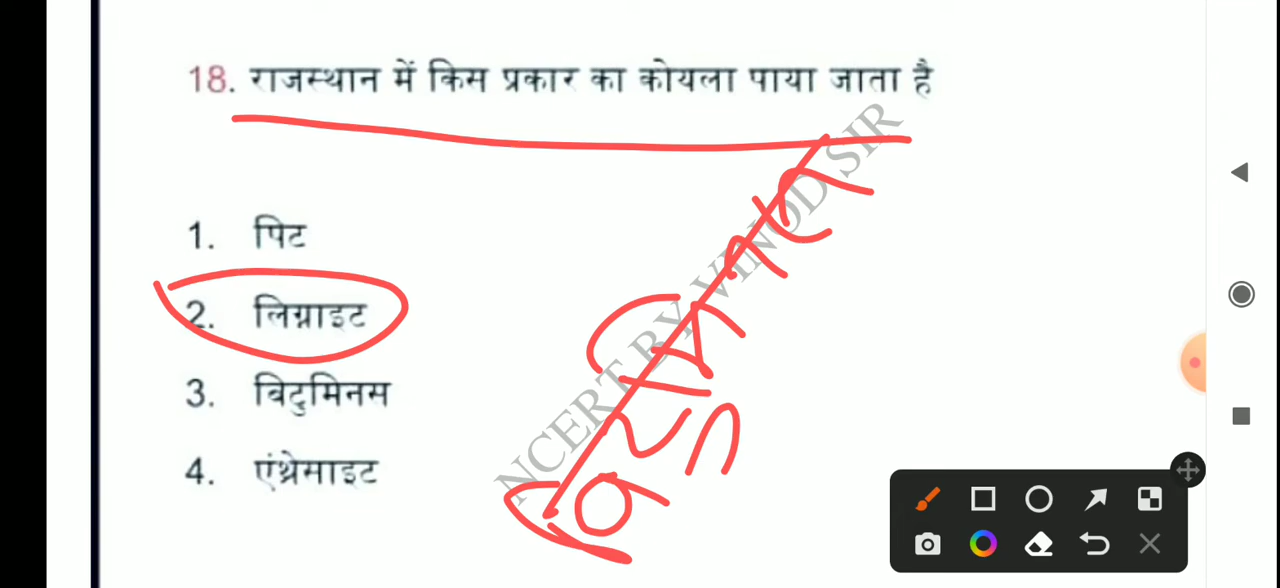 18. राजस्थान में किस प्रकार का कोयला पाया जाता है
1. पिट
2. लिग्नाइट
3. बिटुमिनस
4. एंथ्रेसाइट
NCERT BY VINOD SIR